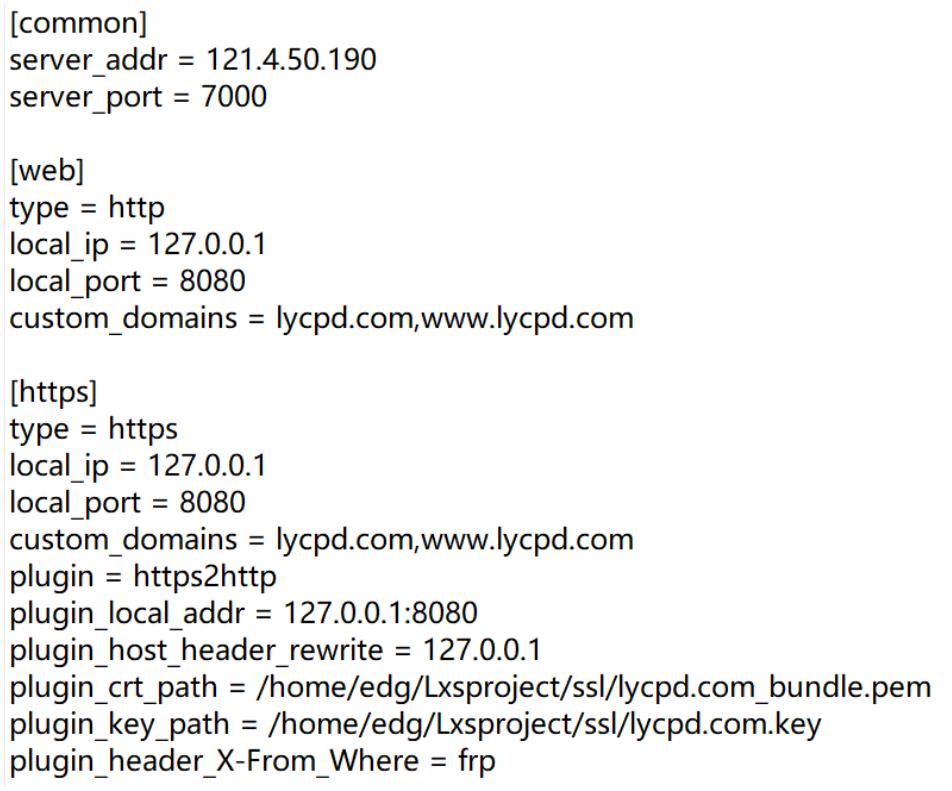 [common]
server_addr = 121.4.50.190
server_port = 7000
[web]
type = http
local_ip = 127.0.0.1
local_port = 8080
custom_domains = lycpd.com,www.lycpd.com
[https]
type = https
local_ip = 127.0.0.1
local_port = 8080
custom_domains = lycpd.com,www.lycpd.com
plugin = https2http
plugin_local_addr = 127.0.0.1:8080
plugin_host_header_rewrite = 127.0.0.1
plugin_crt_path = /home/edg/Lxsproject/ssl/lycpd.com_bundle.pem
plugin_key_path = /home/edg/Lxsproject/ssl/lycpd.com.key
plugin_header_X-From_Where = frp